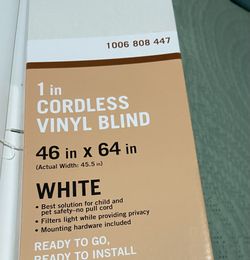 1006 808 447
1 in
CORDLESS
VINYL BLIND
46 in x 64 in
(Actual Width: 45.5 in)
WHITE
• Best solution for child and
pet safety-no pull cord
• Filters light while providing privacy
• Mounting hardware included
READY TO GO,
READY TO INSTALL